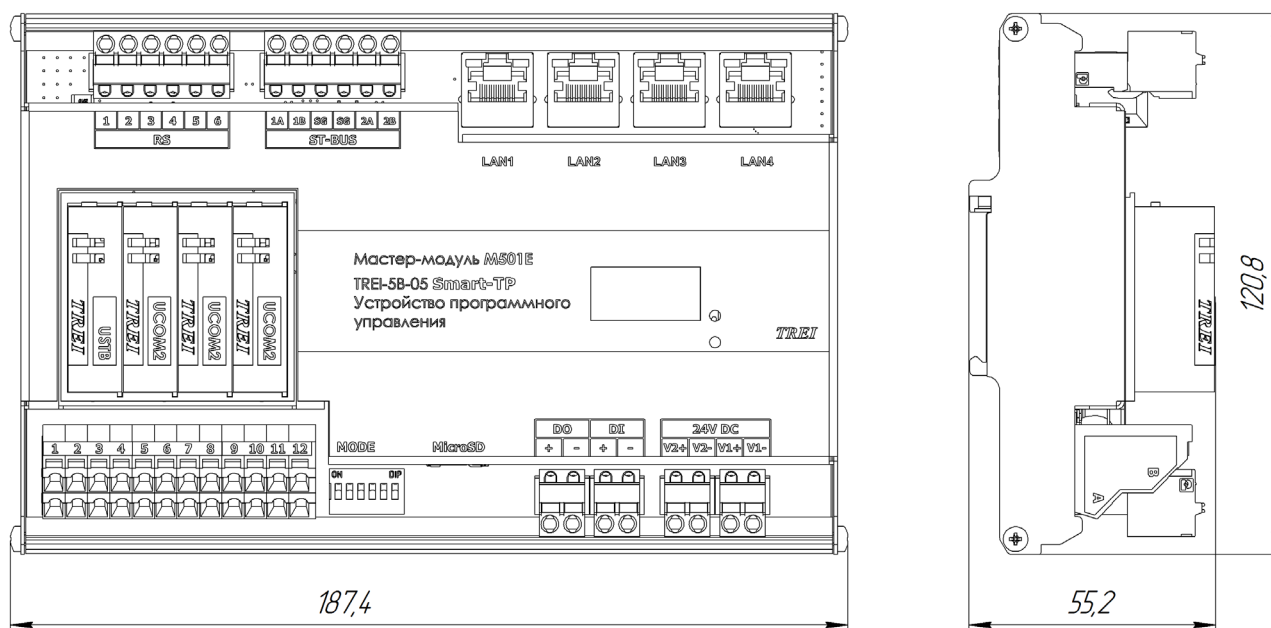 1 2 3 4 5 6
RS
1A 1B SG SG 2A 2B
ST-BUS
LAN1 LAN2 LAN3 LAN4
TREI USTB
TREI UCOM2
TREI UCOM2
TREI UCOM2
Мастер-модуль M501E
TREI-5B-05 Smart-TP
Устройство программного
управления
TREI
1 2 3 4 5 6 7 8 9 10 11 12
MODE
MicroSD
ON DIP
DO DI
+ - + -
24V DC
V2+ V2- V1+ V1-
187,4
TREI
A B
120,8
55,2